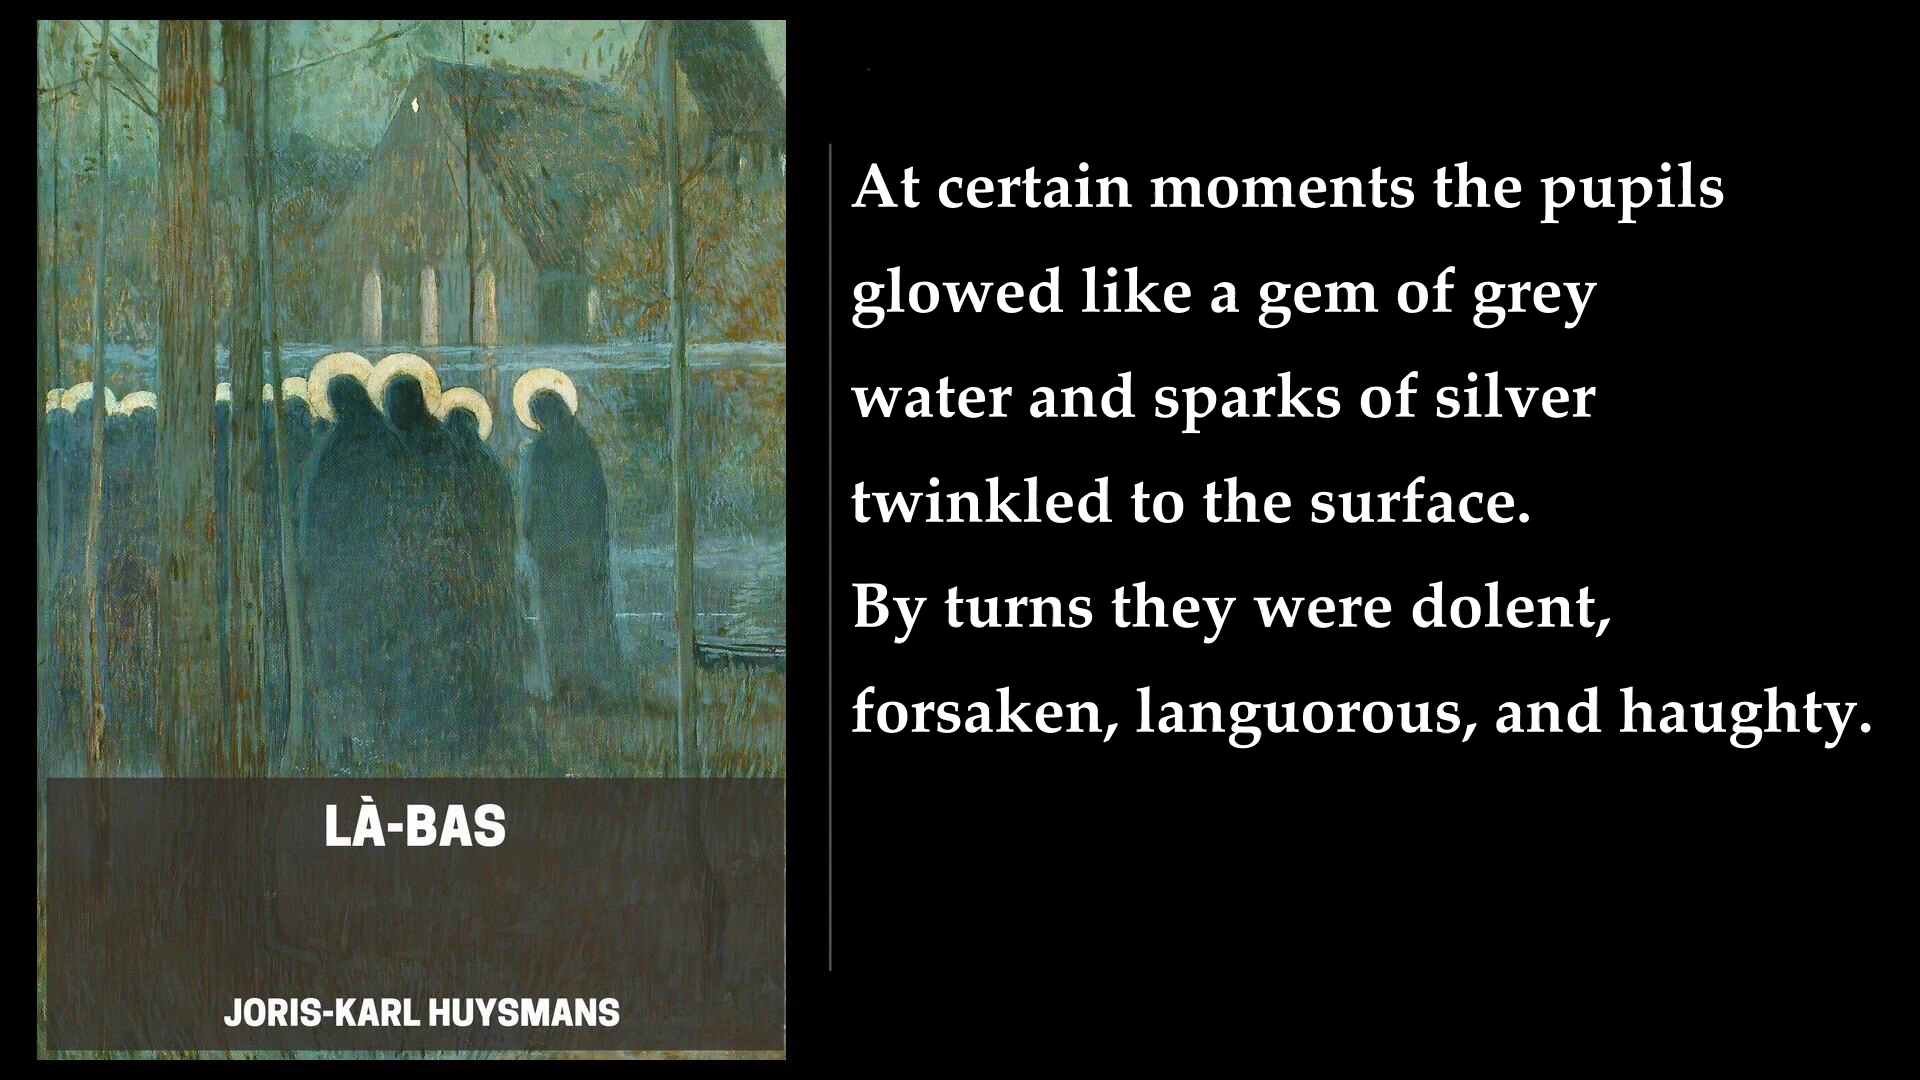 LÀ-BAS
JORIS-KARL HUYSMANS
At certain moments the pupils
glowed like a gem of grey
water and sparks of silver
twinkled to the surface.
By turns they were dolent,
forsaken, languorous, and haughty.